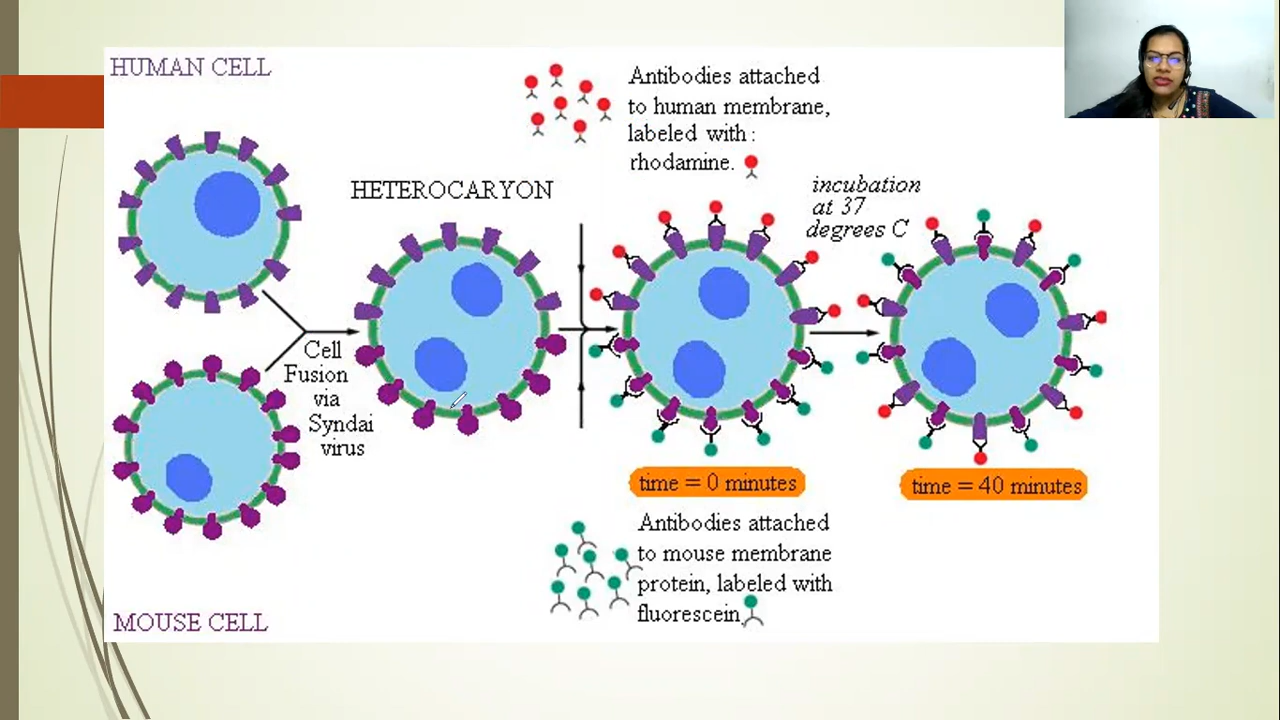 HUMAN CELL
Antibodies attached
to human membrane,
labeled with:
rhodamine.
HETEROCARYON
incubation
at 37
degrees C
Cell
Fusion
via
Syndai
virus
time = 0 minutes
time = 40 minutes
Antibodies attached
to mouse membrane
protein, labeled with
fluorescein,
MOUSE CELL